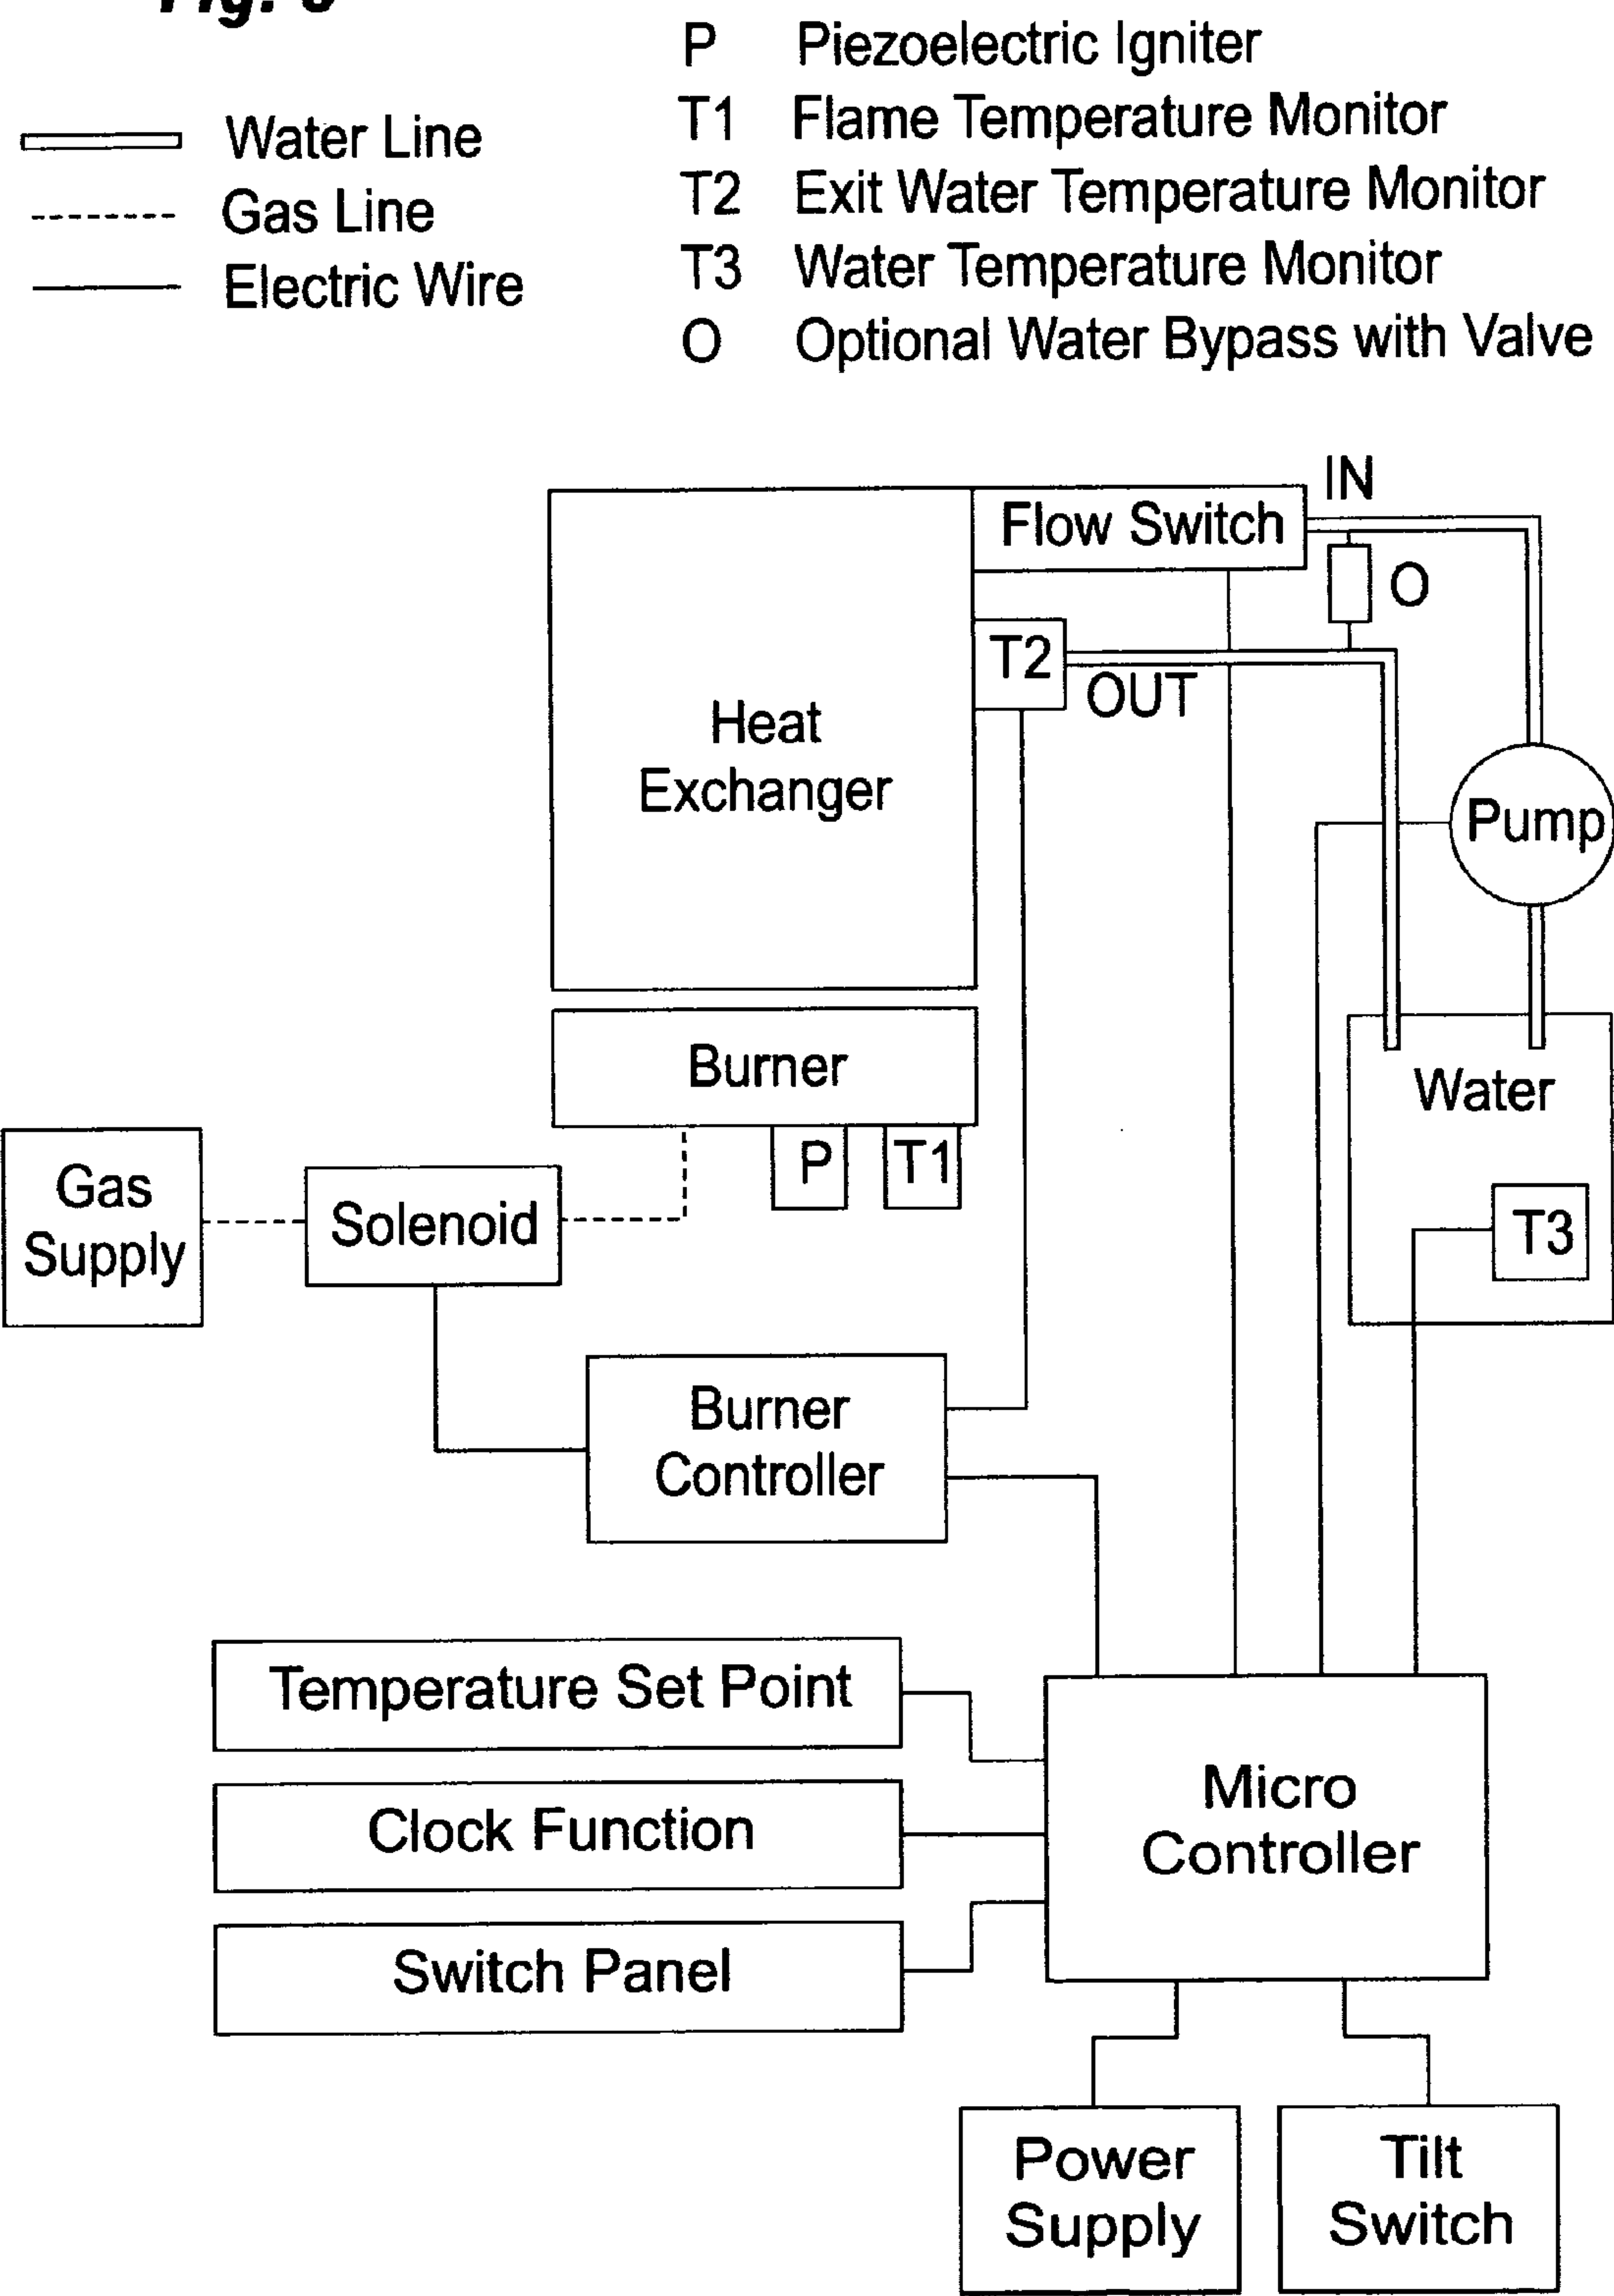 P Piezoelectric Igniter
T1 Flame Temperature Monitor
Water Line
T2 Exit Water Temperature Monitor
Gas Line
T3 Water Temperature Monitor
Electric Wire
O Optional Water Bypass with Valve
IN
Flow Switch
O
T2
OUT
Heat
Exchanger
Pump
Burner
Water
P
T1
Gas
Supply
Solenoid
T3
Burner
Controller
Temperature Set Point
Micro
Controller
Clock Function
Switch Panel
Power
Supply
Tilt
Switch